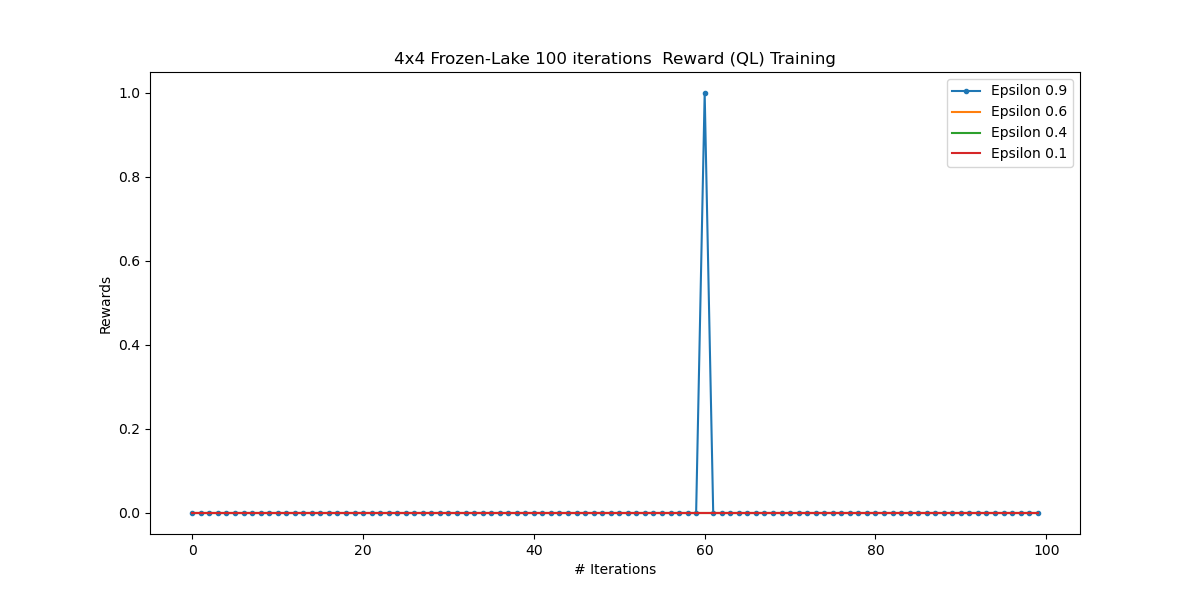 4x4 Frozen-Lake 100 iterations  Reward (QL) Training
Epsilon 0.9
Epsilon 0.6
Epsilon 0.4
Epsilon 0.1
1.0
0.8
0.6
0.4
0.2
0.0
Rewards
0 20 40 60 80 100
# Iterations